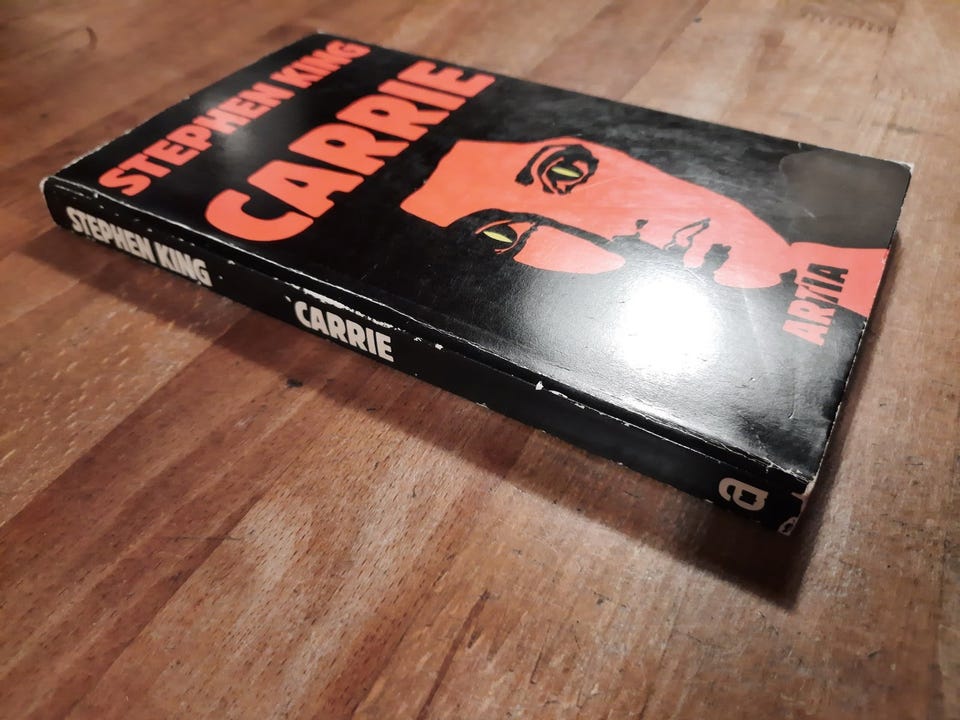 STEPHEN KING
CARRIE
ARTIA
STEPHEN KING
CARRIE
a